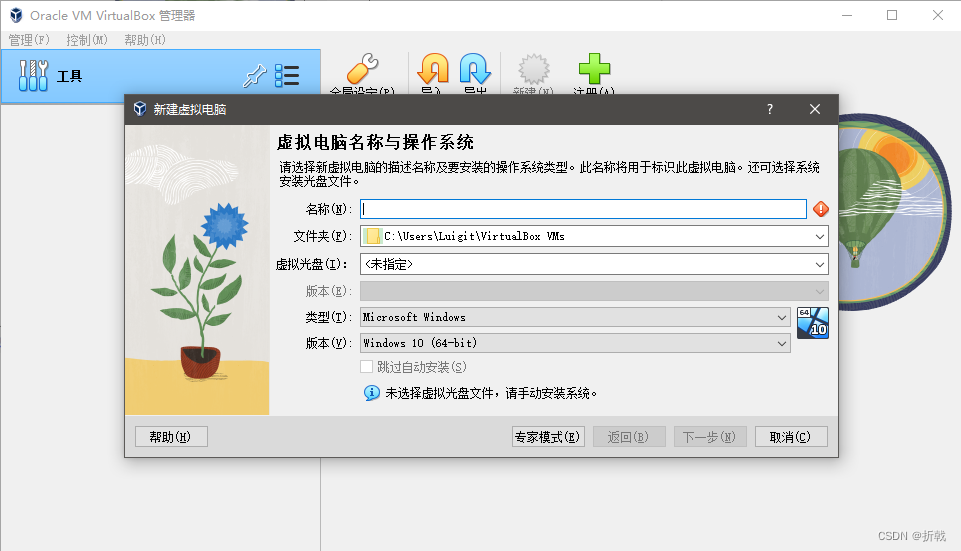 Oracle VM VirtualBox 管理器
管理(F) 控制(M) 帮助(H)
工具
全局设定(P) 导入 导出 新建(N) 注册(A)
新建虚拟电脑
?
虚拟电脑名称与操作系统
请选择新虚拟电脑的描述名称及要安装的操作系统类型。此名称将用于标识此虚拟电脑。还可选择系统
安装光盘文件。
名称(N):
文件夹(F): C:\Users\Luigit\VirtualBox VMs
虚拟光盘(I): <未指定>
版本(E):
类型(T): Microsoft Windows
64
10
版本(V): Windows 10 (64-bit)
跳过自动安装(S)
未选择虚拟光盘文件，请手动安装系统。
帮助(H) 专家模式(E) 返回(B) 下一步(N) 取消(C)
CSDN @折戟